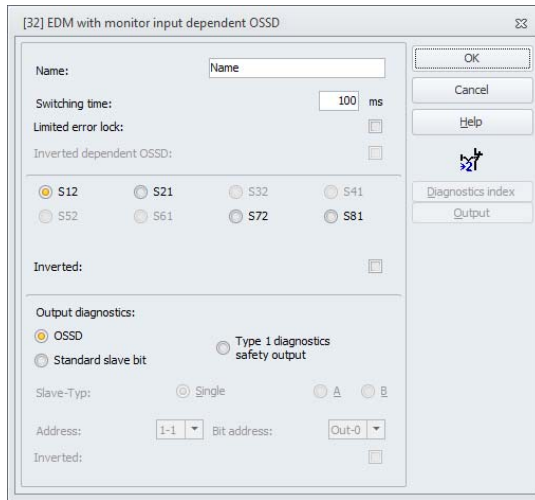 [32] EDM with monitor input dependent OSSD
Name: Name
Switching time: 100 ms
Limited error lock:
Inverted dependent OSSD:
S12 S21 S32 S41
S52 S61 S72 S81
Inverted:
Output diagnostics:
OSSD
Type 1 diagnostics
safety output
Standard slave bit
Slave-Typ: Single A B
Address: 1-1 Bit address: Out-0
Inverted:
OK
Cancel
Help
>2
Diagnostics index
Output